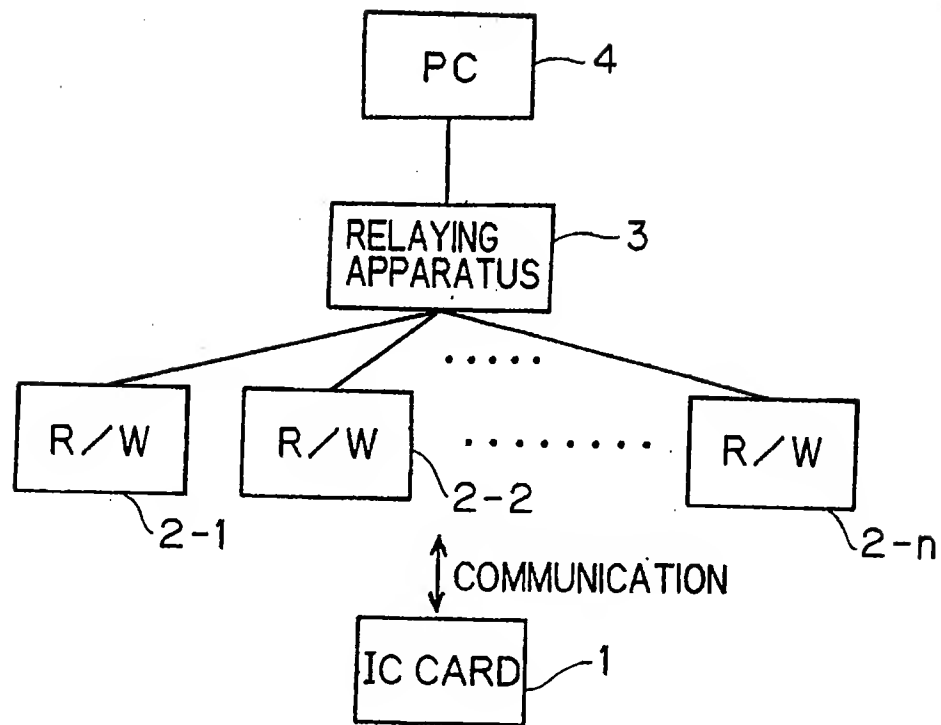 PC
4
RELAYING
APPARATUS
3
R/W
R/W
R/W
2-1
2-2
2-n
COMMUNICATION
IC CARD
1